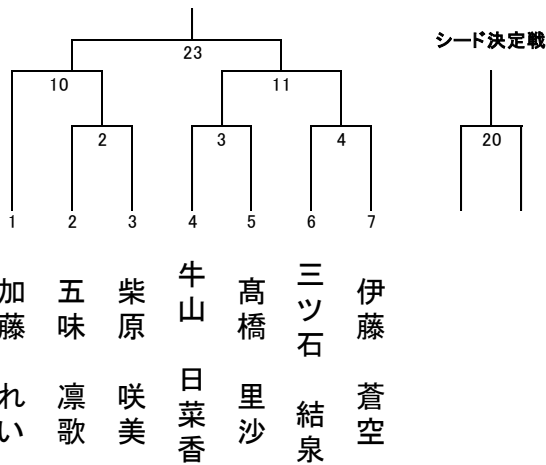 23
シード決定戦
10
11
2
3
4
20
1
2
3
4
5
6
7
加藤 れい
五味 凛歌
柴原 咲美
牛山 日菜香
髙橋 里沙
三ツ石 結泉
伊藤 蒼空